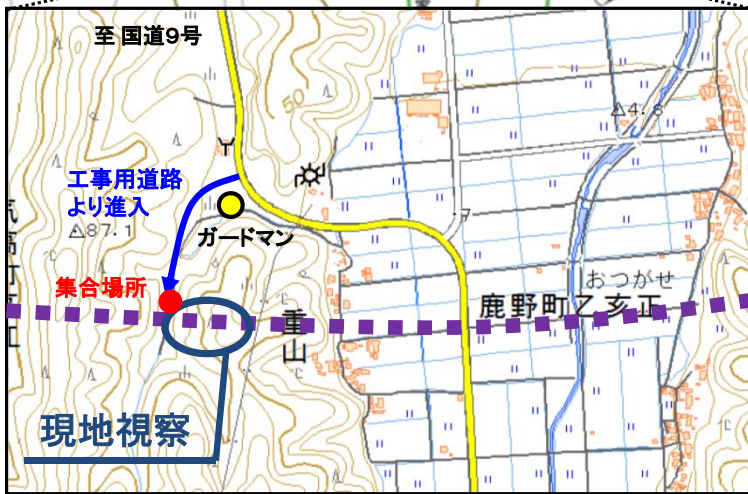 至国道9号
50
△4.8
工事用道路
より進入
△87.1
ガードマン
集合場所
おつがせ
鹿野町乙亥正
重山
現地視察